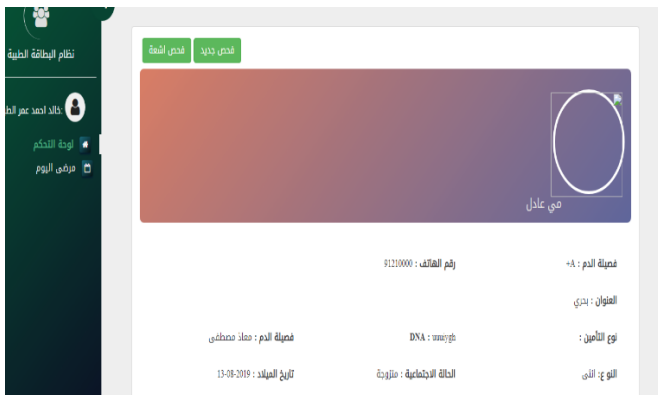 نظام البطاقة الطبية
خالد احمد عمر الط
لوحة التحكم
مرضى اليوم
فحص جديد
فحص اشعة
مي عادل
فصيلة الدم : A+
رقم الهاتف : 91210000
العنوان : بحري
نوع التأمين :
DNA :
فصيلة الدم : معاذ مصطفى
النو ع: انثى
الحالة الاجتماعية : متزوجة
تاريخ الميلاد : 2019-08-13